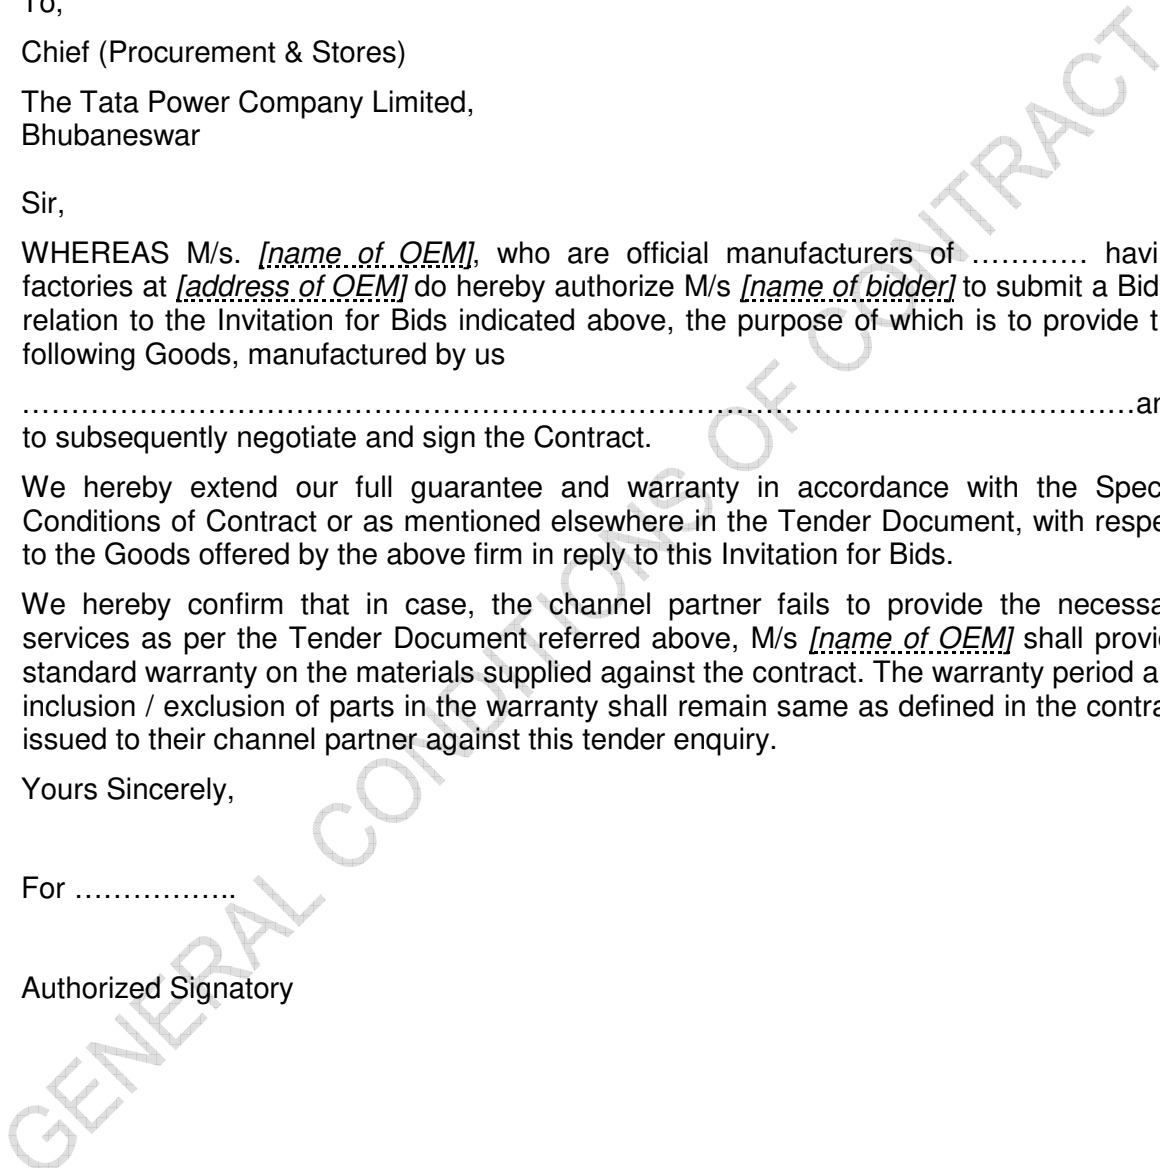 To,
Chief (Procurement & Stores)
The Tata Power Company Limited,
Bhubaneswar
Sir,
WHEREAS M/s. [name of OEM], who are official manufacturers of ………… havi
factories at [address of OEM] do hereby authorize M/s [name of bidder] to submit a Bid
relation to the Invitation for Bids indicated above, the purpose of which is to provide t
following Goods, manufactured by us
……………………………………………………………………………………………………an
to subsequently negotiate and sign the Contract.
We hereby extend our full guarantee and warranty in accordance with the Spec
Conditions of Contract or as mentioned elsewhere in the Tender Document, with respe
to the Goods offered by the above firm in reply to this Invitation for Bids.
We hereby confirm that in case, the channel partner fails to provide the necessa
services as per the Tender Document referred above, M/s [name of OEM] shall provid
standard warranty on the materials supplied against the contract. The warranty period a
inclusion / exclusion of parts in the warranty shall remain same as defined in the contra
issued to their channel partner against this tender enquiry.
Yours Sincerely,
For ……………..
Authorized Signatory
GENERAL CONDITIONS OF CONTRACT